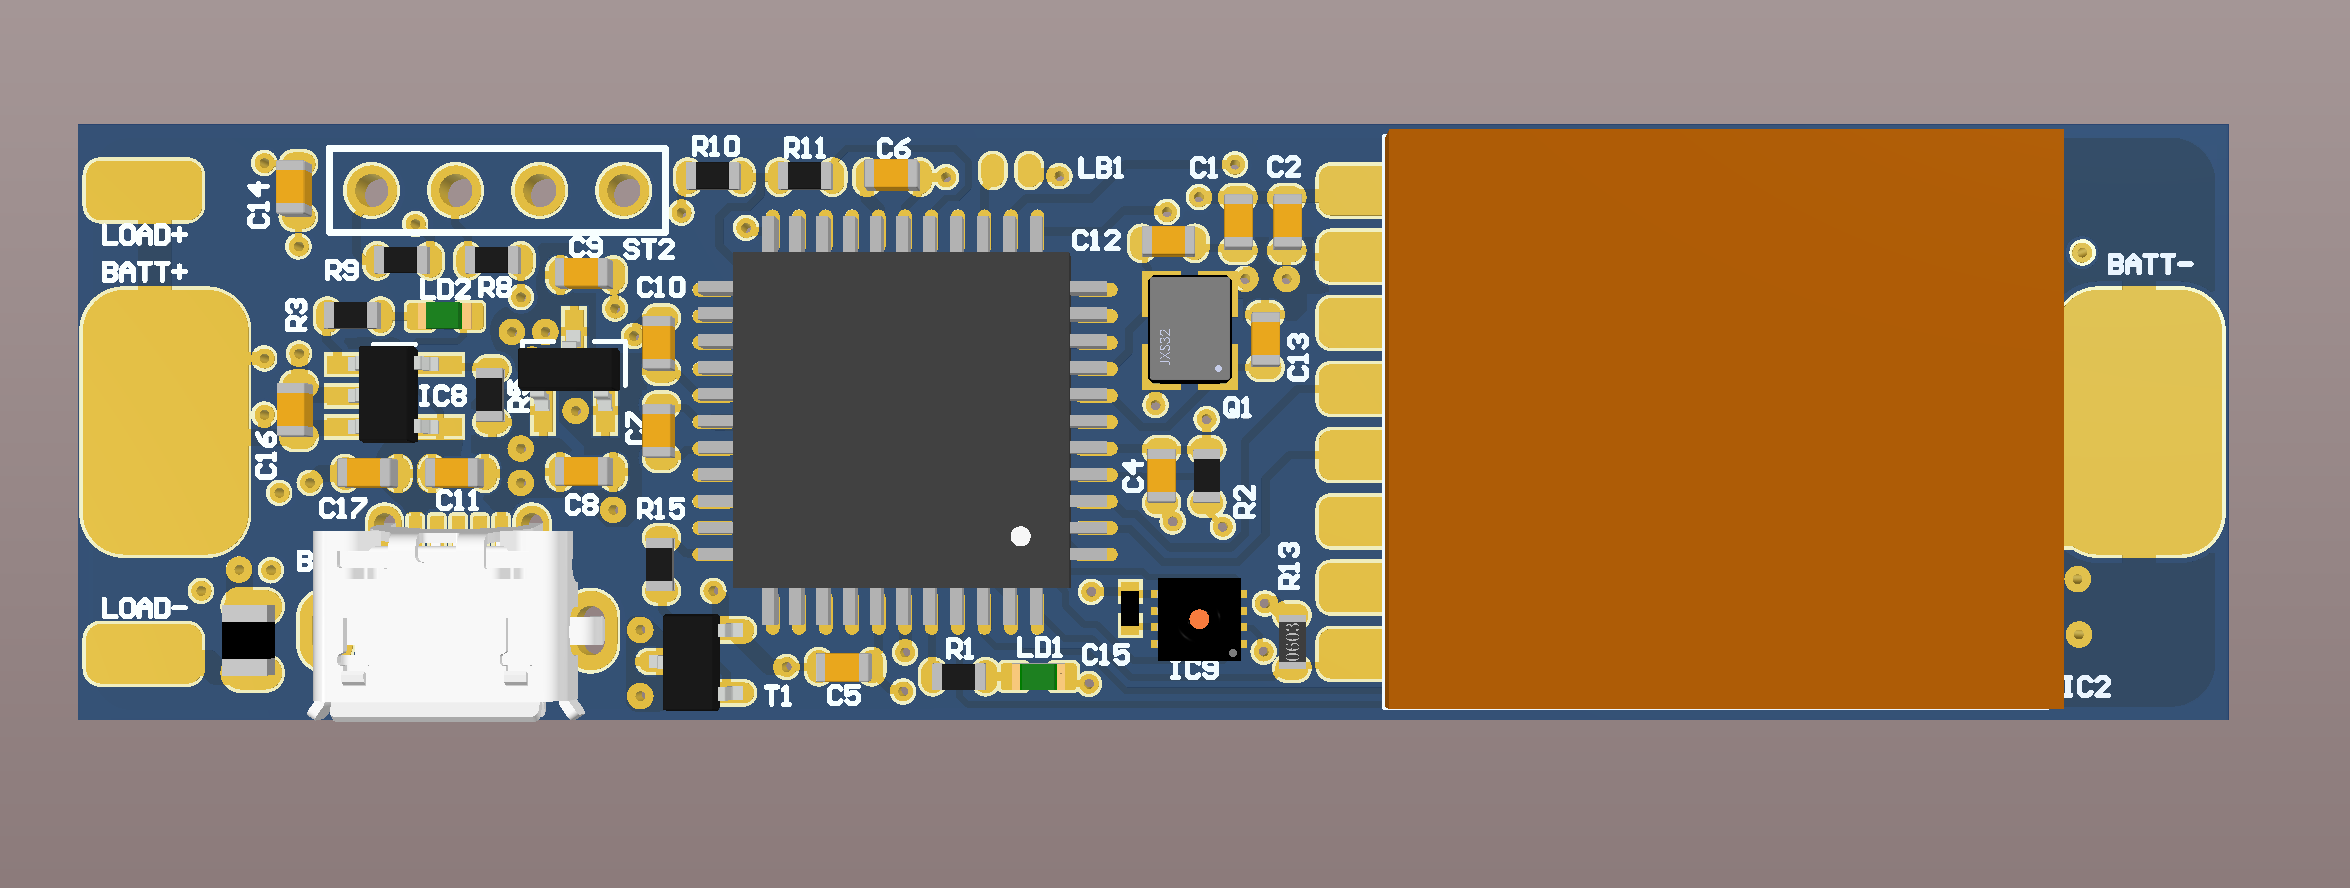 R10
R11
C6
LB1
C1
C2
C14
LOAD+
BATT+
R9
C9
ST2
C12
BATT-
LD2
R8
C10
R3
JXS32
C13
IC8
C7
Q1
C16
C4
R2
C17
C11
C8
R15
R13
LOAD-
0603
R1
LD1
C15
IC9
T1
C5
IC2